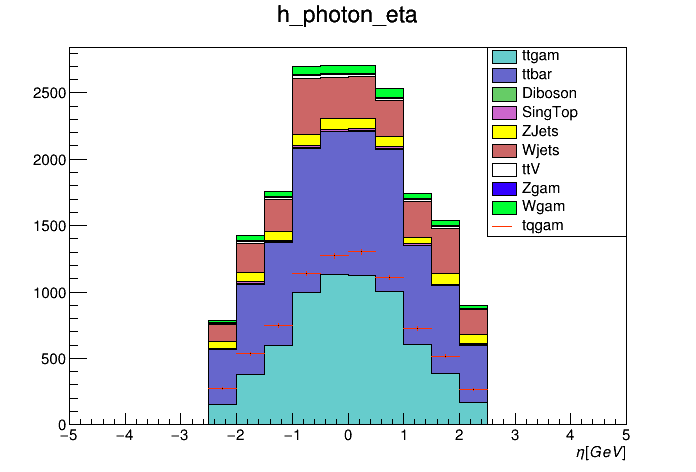 h_photon_eta
ttgam
ttbar
Diboson
SingTop
ZJets
Wjets
ttV
Zgam
Wgam
tqgam
2500
2000
1500
1000
500
0
−5 −4 −3 −2 −1 0 1 2 3 4 5
η[GeV]